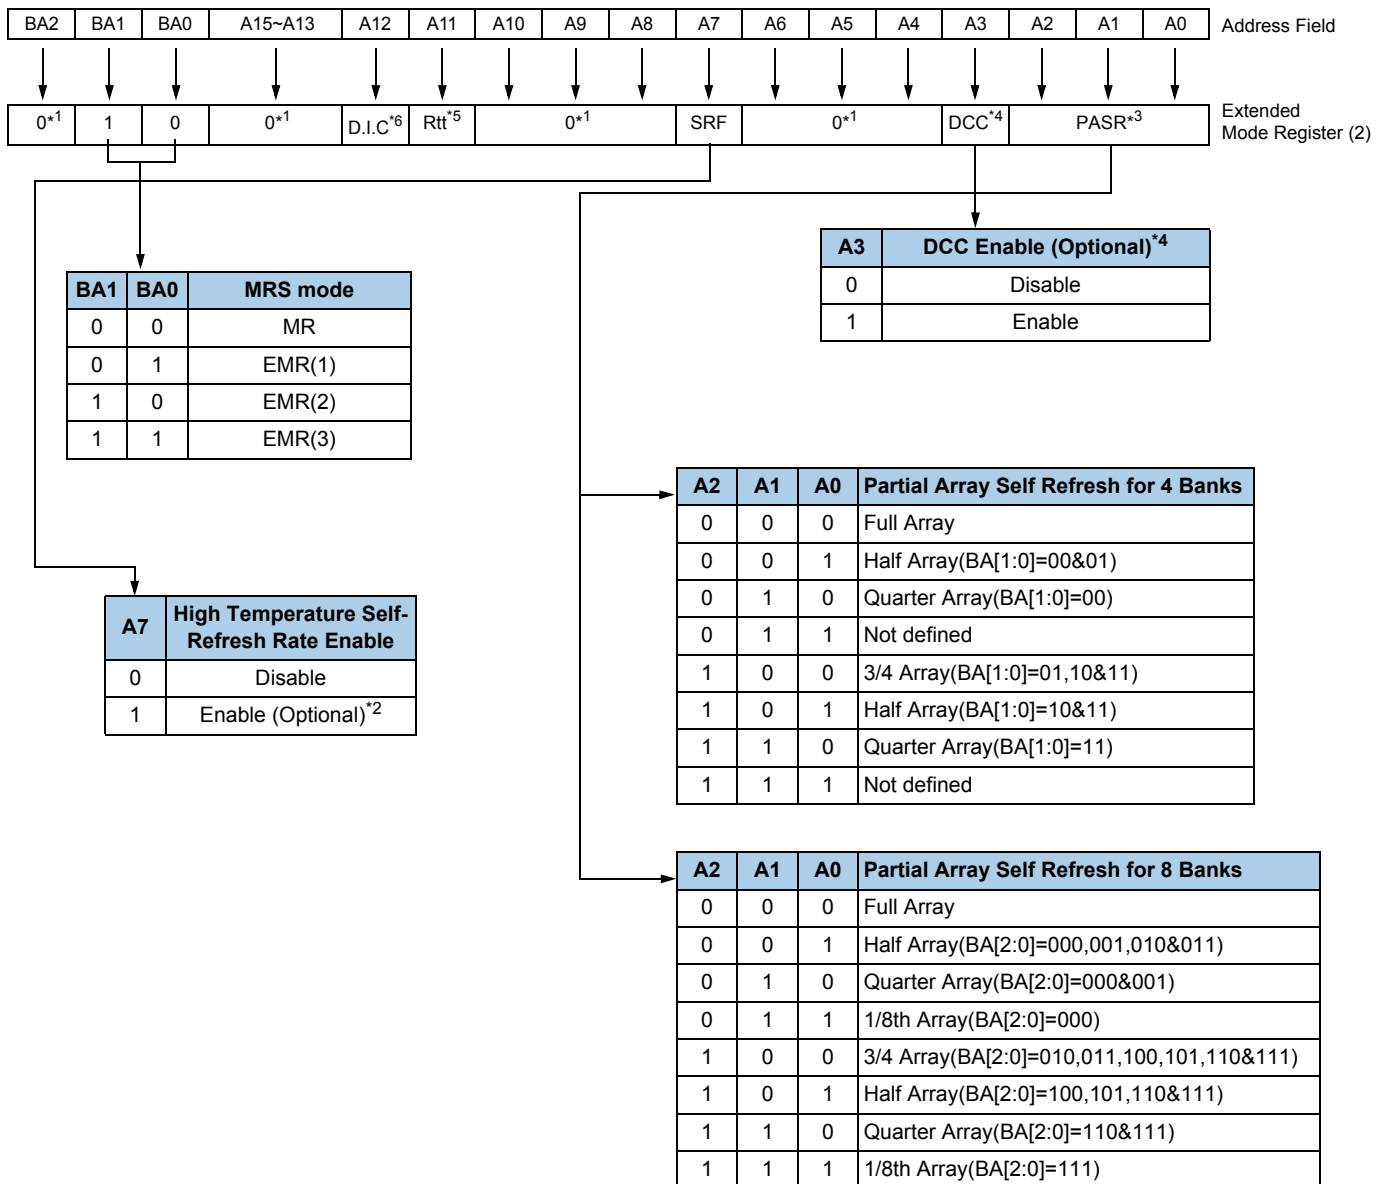 BA2 BA1 BA0 A15~A13 A12 A11 A10 A9 A8 A7 A6 A5 A4 A3 A2 A1 A0 Address Field
0*1 1 0 0*1 D.I.C*6 Rtt*5 0*1 SRF 0*1 DCC*4 PASR*3 Extended
Mode Register (2)
A3 DCC Enable (Optional)*4
0 Disable
1 Enable
BA1 BA0 MRS mode
0 0 MR
0 1 EMR(1)
1 0 EMR(2)
1 1 EMR(3)
A2 A1 A0 Partial Array Self Refresh for 4 Banks
0 0 0 Full Array
0 0 1 Half Array(BA[1:0]=00&01)
0 1 0 Quarter Array(BA[1:0]=00)
0 1 1 Not defined
1 0 0 3/4 Array(BA[1:0]=01,10&11)
1 0 1 Half Array(BA[1:0]=10&11)
1 1 0 Quarter Array(BA[1:0]=11)
1 1 1 Not defined
A7 High Temperature Self-
Refresh Rate Enable
0 Disable
1 Enable (Optional)*2
A2 A1 A0 Partial Array Self Refresh for 8 Banks
0 0 0 Full Array
0 0 1 Half Array(BA[2:0]=000,001,010&011)
0 1 0 Quarter Array(BA[2:0]=000&001)
0 1 1 1/8th Array(BA[2:0]=000)
1 0 0 3/4 Array(BA[2:0]=010,011,100,101,110&111)
1 0 1 Half Array(BA[2:0]=100,101,110&111)
1 1 0 Quarter Array(BA[2:0]=110&111)
1 1 1 1/8th Array(BA[2:0]=111)